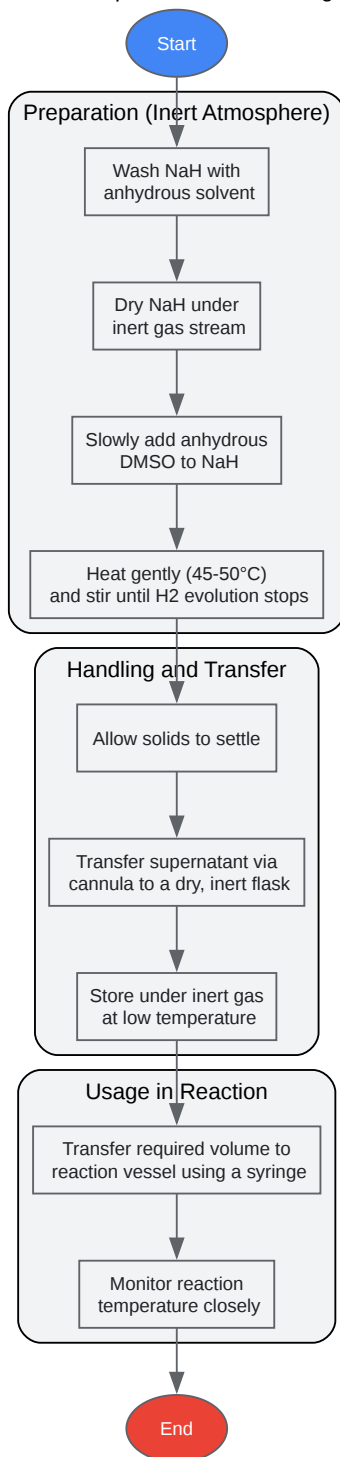 Start
Preparation (Inert Atmosphere)
Wash NaH with
anhydrous solvent
Dry NaH under
inert gas stream
Slowly add anhydrous
DMSO to NaH
Heat gently (45-50°C)
and stir until H2 evolution stops
Handling and Transfer
Allow solids to settle
Transfer supernatant via
cannula to a dry, inert flask
Store under inert gas
at low temperature
Usage in Reaction
Transfer required volume to
reaction vessel using a syringe
Monitor reaction
temperature closely
End